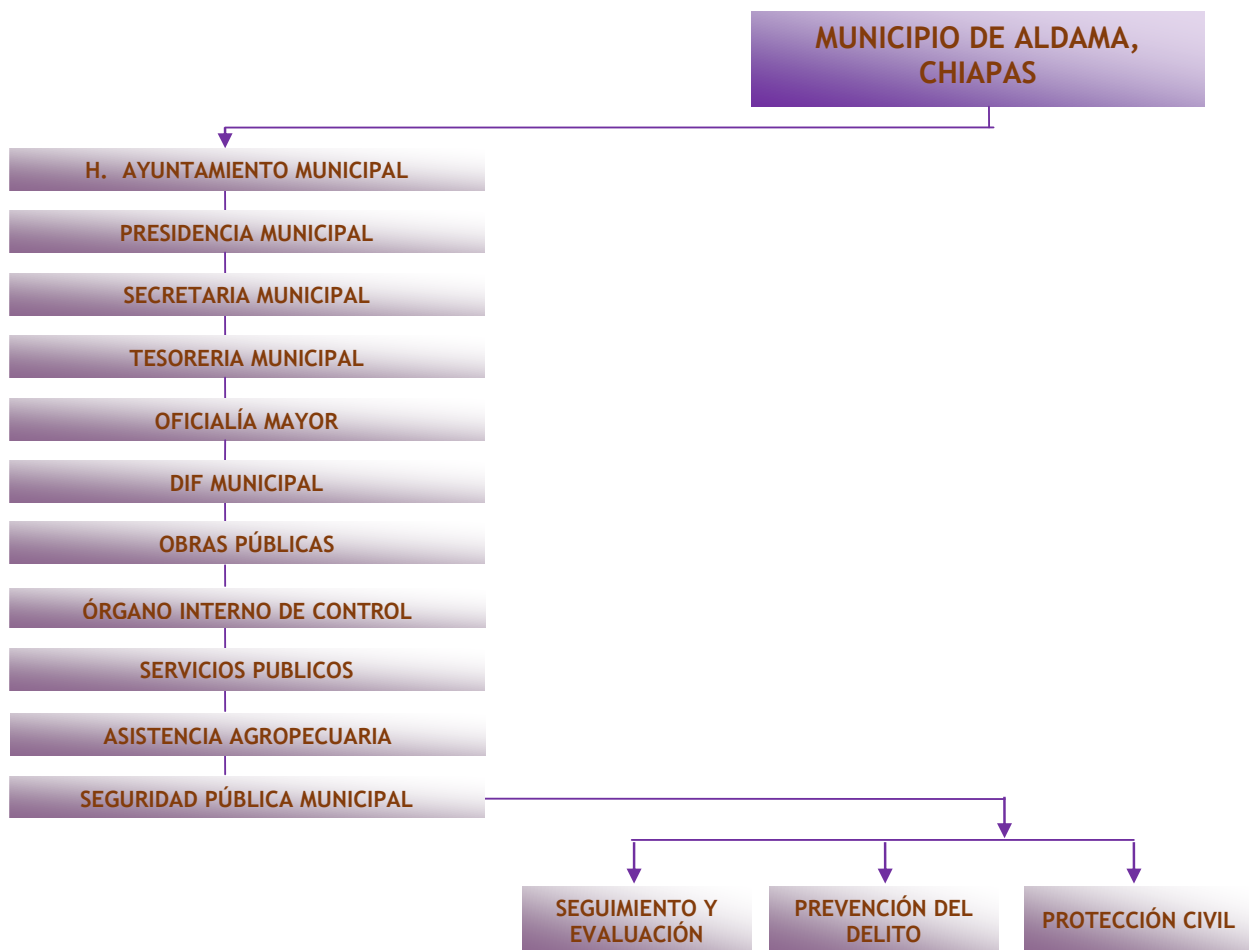 MUNICIPIO DE ALDAMA,
CHIAPAS
H. AYUNTAMIENTO MUNICIPAL
PRESIDENCIA MUNICIPAL
SECRETARIA MUNICIPAL
TESORERIA MUNICIPAL
OFICIALÍA MAYOR
DIF MUNICIPAL
OBRAS PÚBLICAS
ÓRGANO INTERNO DE CONTROL
SERVICIOS PUBLICOS
ASISTENCIA AGROPECUARIA
SEGURIDAD PÚBLICA MUNICIPAL
SEGUIMIENTO Y
EVALUACIÓN
PREVENCIÓN DEL
DELITO
PROTECCIÓN CIVIL